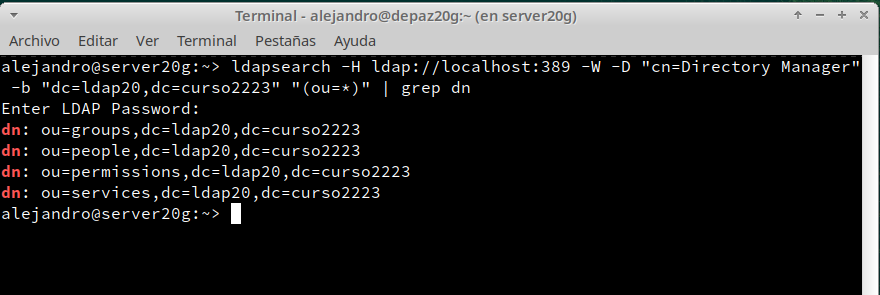 Terminal - alejandro@depaz20g:~ (en server20g)
Archivo Editar Ver Terminal Pestañas Ayuda
alejandro@server20g:~> ldapsearch -H ldap://localhost:389 -W -D "cn=Directory Manager"
-b "dc=ldap20,dc=curso2223" "(ou=*)" | grep dn
Enter LDAP Password:
dn: ou=groups,dc=ldap20,dc=curso2223
dn: ou=people,dc=ldap20,dc=curso2223
dn: ou=permissions,dc=ldap20,dc=curso2223
dn: ou=services,dc=ldap20,dc=curso2223
alejandro@server20g:~>